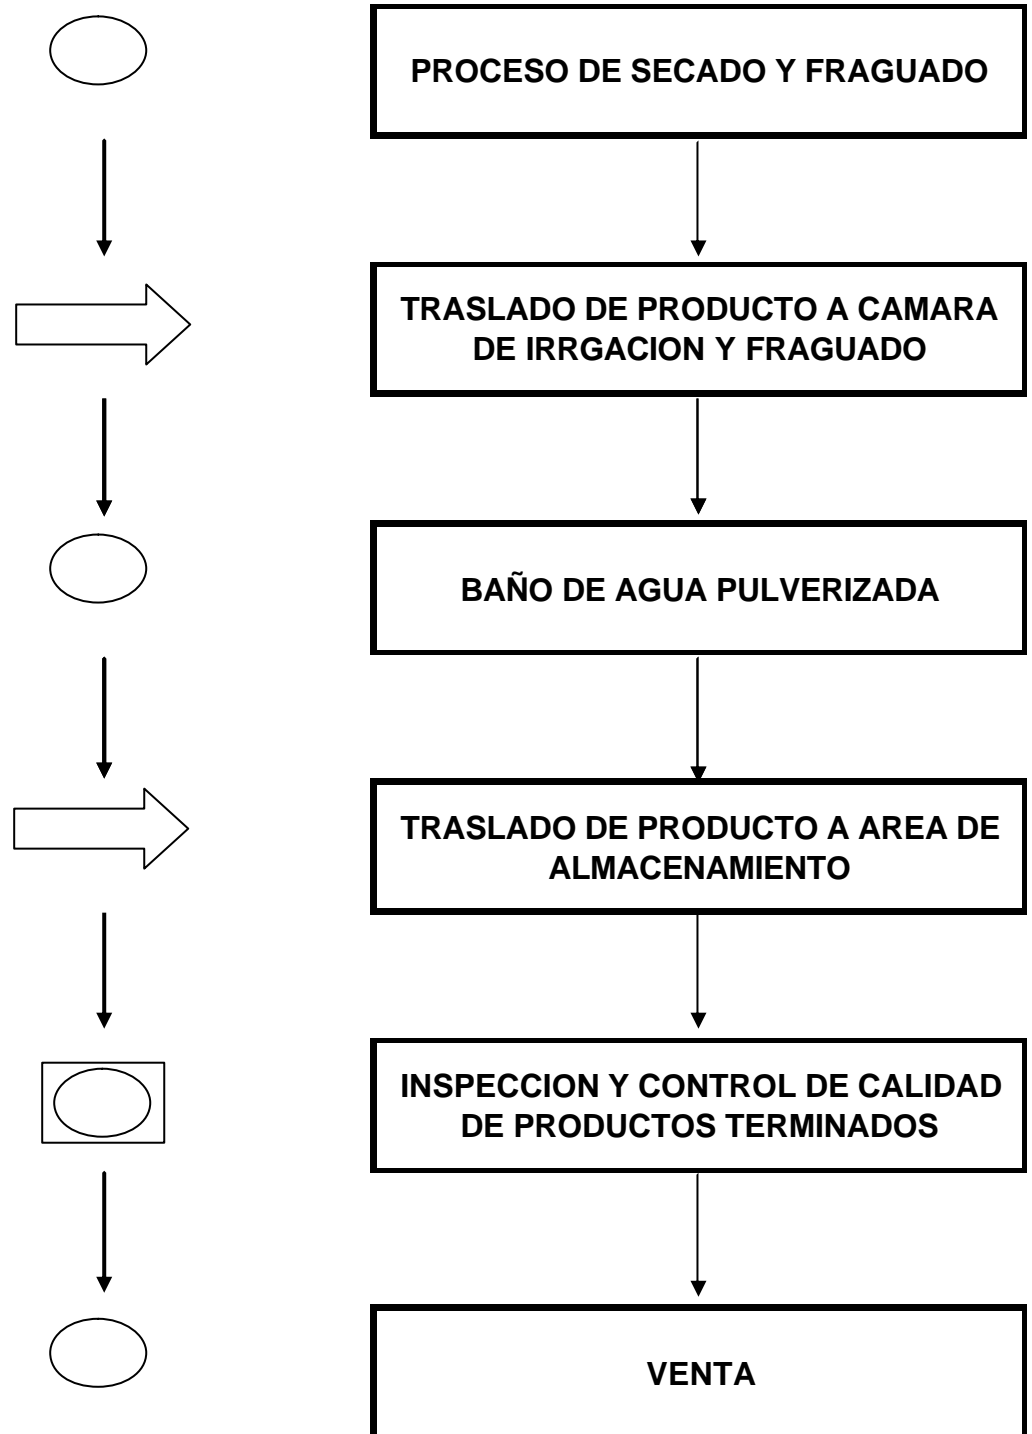 PROCESO DE SECADO Y FRAGUADO
TRASLADO DE PRODUCTO A CAMARA
DE IRRGACION Y FRAGUADO
BAÑO DE AGUA PULVERIZADA
TRASLADO DE PRODUCTO A AREA DE
ALMACENAMIENTO
INSPECCION Y CONTROL DE CALIDAD
DE PRODUCTOS TERMINADOS
VENTA